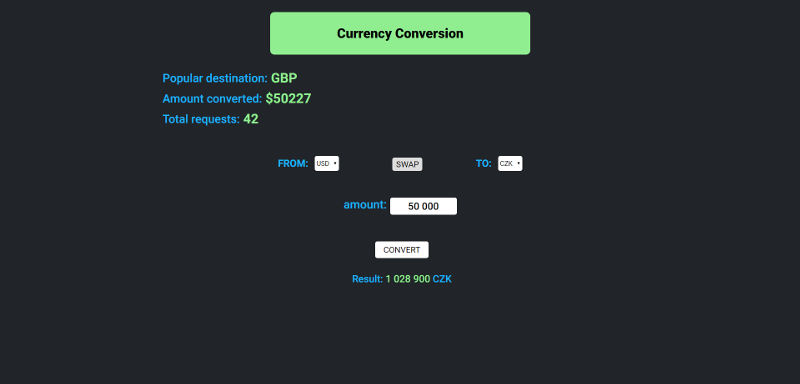 Currency Conversion
Popular destination: GBP
Amount converted: $50227
Total requests: 42
FROM: USD SWAP TO: CZK
amount: 50 000
CONVERT
Result: 1 028 900 CZK